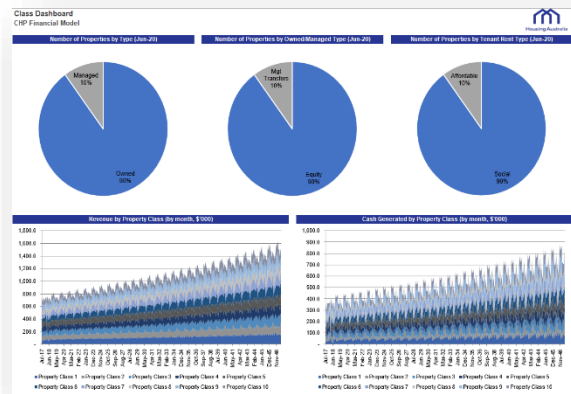 Class Dashboard
CHP Financial Model
Housing Australia
Number of Properties by Type (Jun-20)
Number of Properties by Owned/Managed Type (Jun-20)
Number of Properties by Tenant Rent Type (Jun-20)
Managed
10%
Owned
90%
Mgt
Transfers
10%
Equity
90%
Affordable
10%
Social
90%
Revenue by Property Class (by month, $'000)
1,800.0
1,600.0
1,400.0
1,200.0
1,000.0
800.0
600.0
400.0
200.0
-
Property Class 1 Property Class 2 Property Class 3 Property Class 4 Property Class 5
Property Class 6 Property Class 7 Property Class 8 Property Class 9 Property Class 10
Cash Generated by Property Class (by month, $'000)
1,000.0
900.0
800.0
700.0
600.0
500.0
400.0
300.0
200.0
100.0
-
Property Class 1 Property Class 2 Property Class 3 Property Class 4 Property Class 5
Property Class 6 Property Class 7 Property Class 8 Property Class 9 Property Class 10